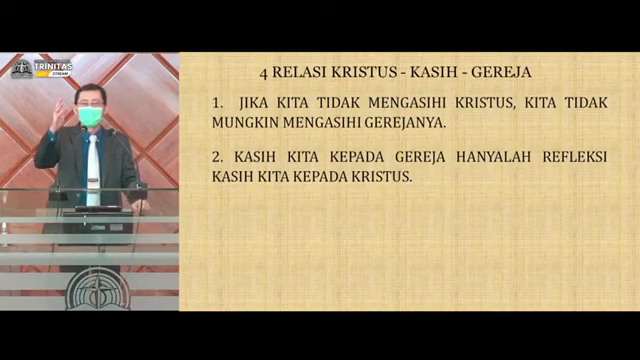 TRINITAS
STREAM
4 RELASI KRISTUS - KASIH - GEREJA
1. JIKA KITA TIDAK MENGASIHI KRISTUS, KITA TIDAK
MUNGKIN MENGASIHI GEREJANYA.
2. KASIH KITA KEPADA GEREJA HANYALAH REFLEKSI
KASIH KITA KEPADA KRISTUS.